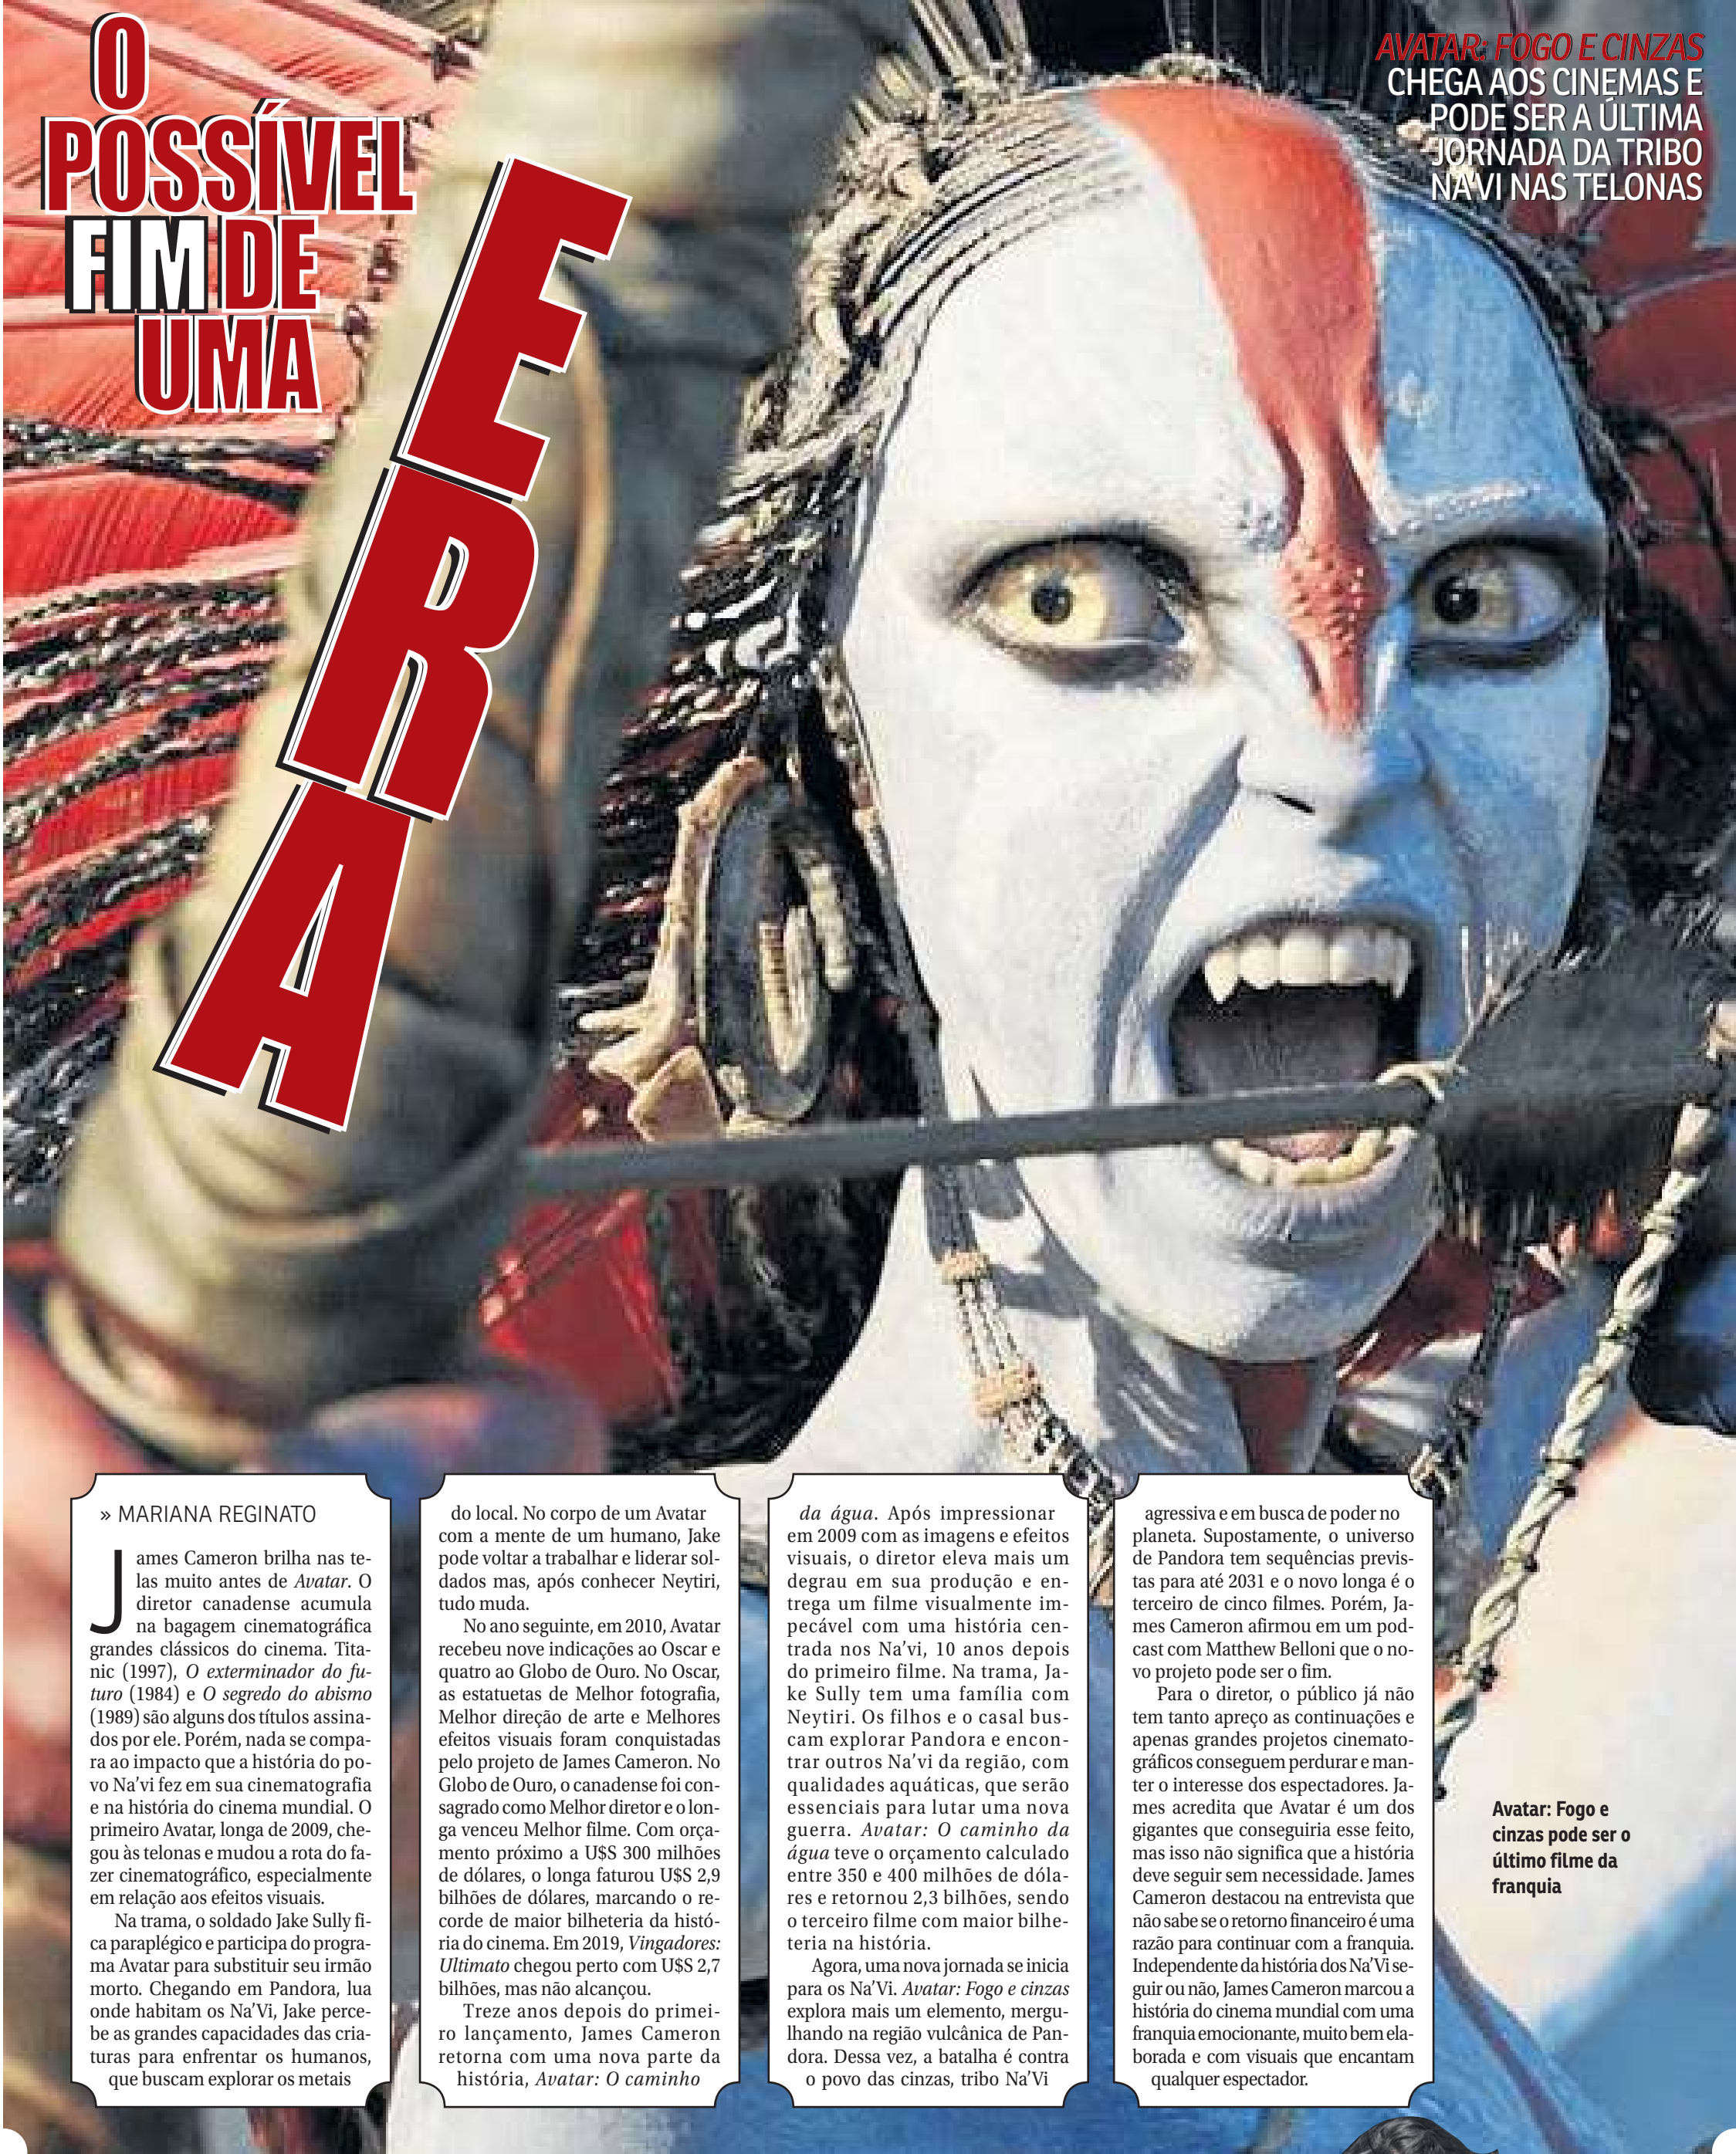 O
POSSÍVEL
FIM DE
UMA
ERA
AVATAR: FOGO E CINZAS
CHEGA AOS CINEMAS E
PODE SER A ÚLTIMA
JORNADA DA TRIBO
NA'VI NAS TELONAS
» MARIANA REGINATO
James Cameron brilha nas te-
las muito antes de Avatar. O
diretor canadense acumula
na bagagem cinematográfica
grandes clássicos do cinema. Tita-
nic (1997), O exterminador do fu-
turo (1984) e O segredo do abismo
(1989) são alguns dos títulos assina-
dos por ele. Porém, nada se compa-
ra ao impacto que a história do po-
vo Na'vi fez em sua cinematografia
e na história do cinema mundial. O
primeiro Avatar, longa de 2009, che-
gou às telonas e mudou a rota do fa-
zer cinematográfico, especialmente
em relação aos efeitos visuais.
Na trama, o soldado Jake Sully fi-
ca paraplégico e participa do progra-
ma Avatar para substituir seu irmão
morto. Chegando em Pandora, lua
onde habitam os Na'Vi, Jake perce-
be as grandes capacidades das cria-
turas para enfrentar os humanos,
que buscam explorar os metais
do local. No corpo de um Avatar
com a mente de um humano, Jake
pode voltar a trabalhar e liderar sol-
dados mas, após conhecer Neytiri,
tudo muda.
No ano seguinte, em 2010, Avatar
recebeu nove indicações ao Oscar e
quatro ao Globo de Ouro. No Oscar,
as estatuetas de Melhor fotografia,
Melhor direção de arte e Melhores
efeitos visuais foram conquistadas
pelo projeto de James Cameron. No
Globo de Ouro, o canadense foi con-
sagrado como Melhor diretor e o lon-
ga venceu Melhor filme. Com orça-
mento próximo a U$S 300 milhões
de dólares, o longa faturou U$S 2,9
bilhões de dólares, marcando o re-
corde de maior bilheteria da histó-
ria do cinema. Em 2019, Vingadores:
Ultimato chegou perto com U$S 2,7
bilhões, mas não alcançou.
Treze anos depois do primei-
ro lançamento, James Cameron
retorna com uma nova parte da
história, Avatar: O caminho
da água. Após impressionar
em 2009 com as imagens e efeitos
visuais, o diretor eleva mais um
degrau em sua produção e en-
trega um filme visualmente im-
pecável com uma história cen-
trada nos Na'vi, 10 anos depois
do primeiro filme. Na trama, Ja-
ke Sully tem uma família com
Neytiri. Os filhos e o casal bus-
cam explorar Pandora e encon-
trar outros Na'vi da região, com
qualidades aquáticas, que serão
essenciais para lutar uma nova
guerra. Avatar: O caminho da
água teve o orçamento calculado
entre 350 e 400 milhões de dóla-
res e retornou 2,3 bilhões, sendo
o terceiro filme com maior bilhe-
teria na história.
Agora, uma nova jornada se inicia
para os Na'Vi. Avatar: Fogo e cinzas
explora mais um elemento, mergu-
lhando na região vulcânica de Pan-
dora. Dessa vez, a batalha é contra
o povo das cinzas, tribo Na'Vi
agressiva e em busca de poder no
planeta. Supostamente, o universo
de Pandora tem sequências previs-
tas para até 2031 e o novo longa é o
terceiro de cinco filmes. Porém, Ja-
mes Cameron afirmou em um pod-
cast com Matthew Belloni que o no-
vo projeto pode ser o fim.
Para o diretor, o público já não
tem tanto apreço as continuações e
apenas grandes projetos cinemato-
gráficos conseguem perdurar e man-
ter o interesse dos espectadores. Ja-
mes acredita que Avatar é um dos
gigantes que conseguiria esse feito,
mas isso não significa que a história
deve seguir sem necessidade. James
Cameron destacou na entrevista que
não sabe se o retorno financeiro é uma
razão para continuar com a franquia.
Independente da história dos Na'Vi se-
guir ou não, James Cameron marcou a
história do cinema mundial com uma
franquia emocionante, muito bem ela-
borada e com visuais que encantam
qualquer espectador.
Avatar: Fogo e
cinzas pode ser o
último filme da
franquia